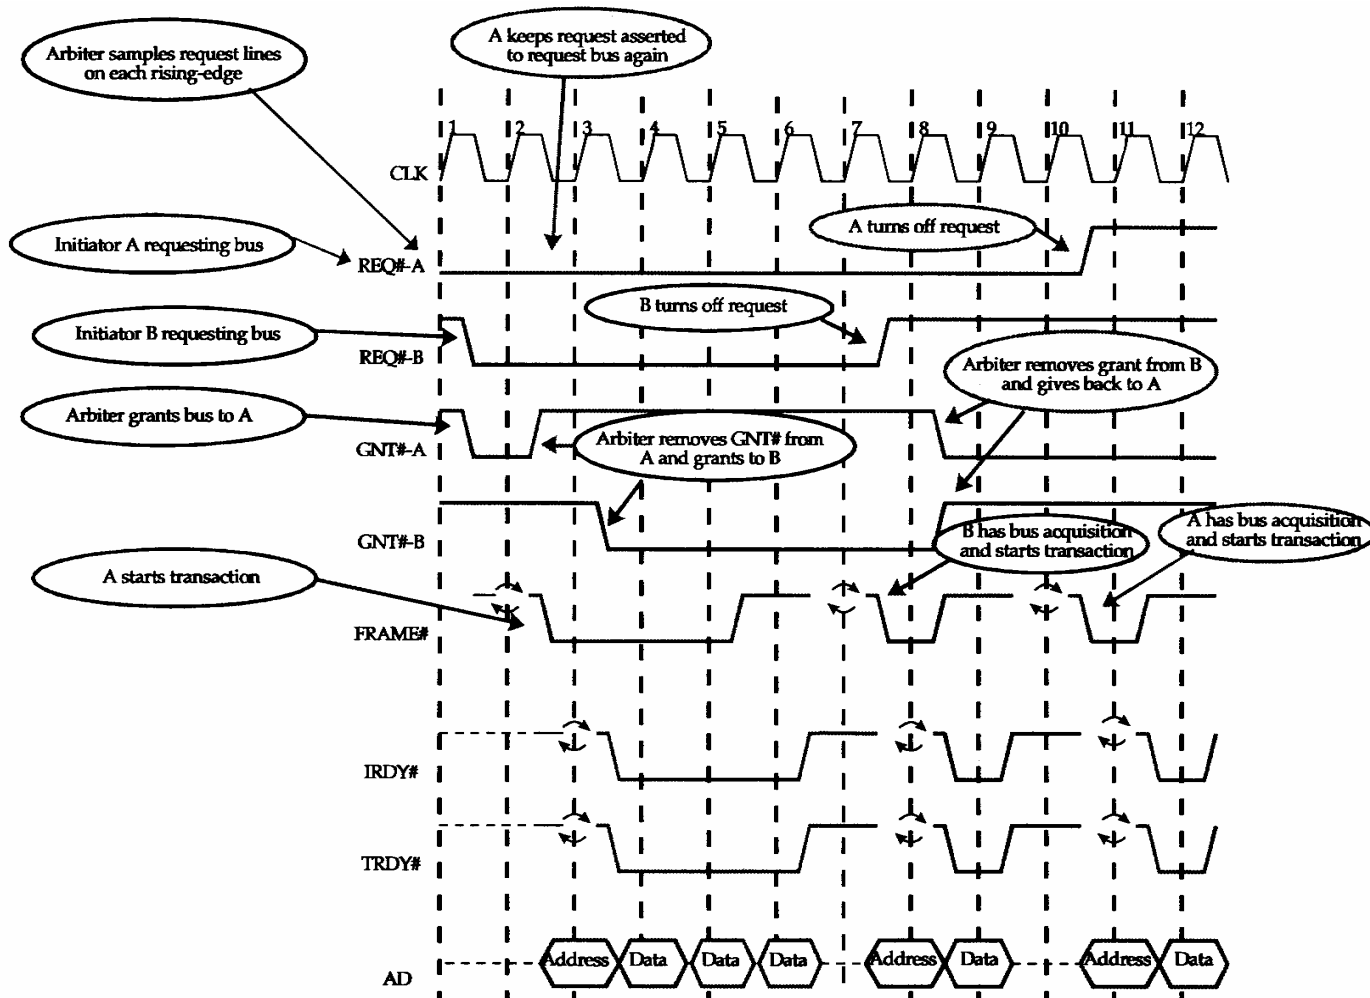 A keeps request asserted
to request bus again
Arbiter samples request lines
on each rising-edge
1 2 3 4 5 6 7 8 9 10 11 12
CLK
A turns off request
Initiator A requesting bus
REQ#-A
B turns off request
Initiator B requesting bus
REQ#-B
Arbiter removes grant from B
and gives back to A
Arbiter grants bus to A
GNT#-A
Arbiter removes GNT# from
A and grants to B
GNT#-B
B has bus acquisition
and starts transaction
A has bus acquisition
and starts transaction
A starts transaction
FRAME#
IRDY#
TRDY#
AD
Address Data Data Data Address Data Address Data